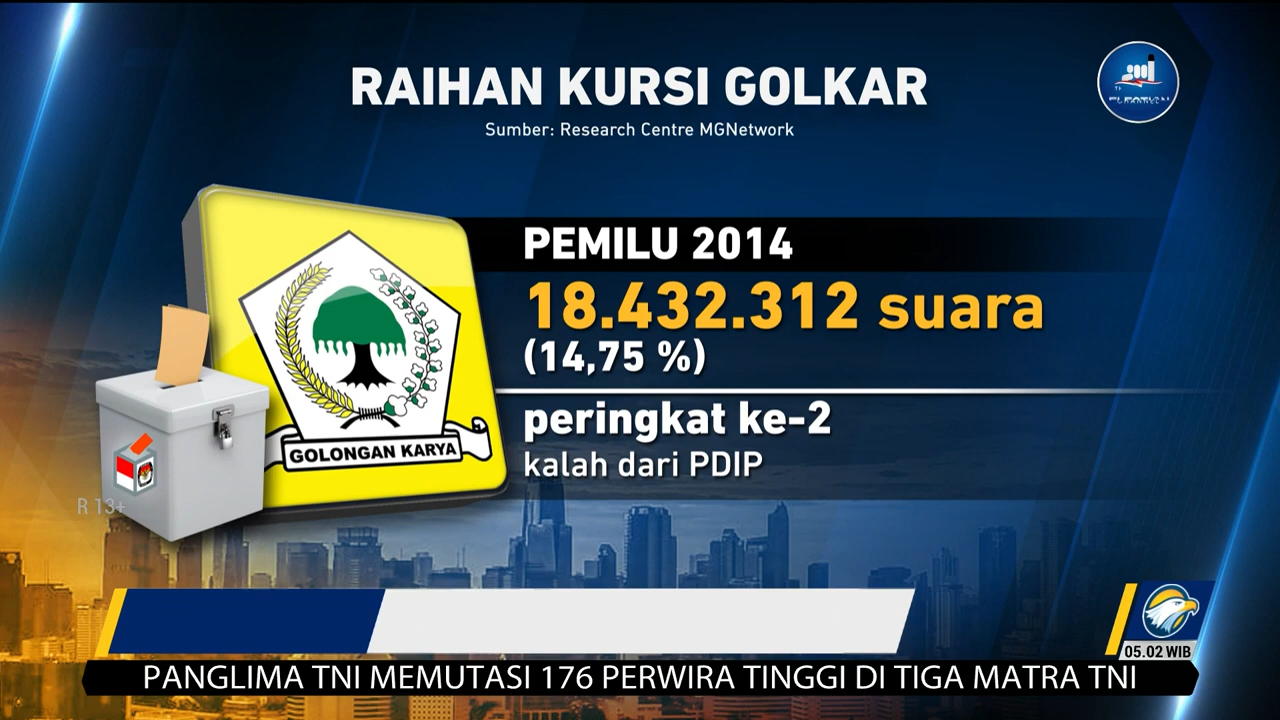 RAIHAN KURSI GOLKAR
Sumber: Research Centre MGNetwork
PEMILU 2014
18.432.312 suara
(14,75 %)
peringkat ke-2
kalah dari PDIP
GOLONGAN KARYA
R 13+
05.02 WIB
PANGLIMA TNI MEMUTASI 176 PERWIRA TINGGI DI TIGA MATRA TNI